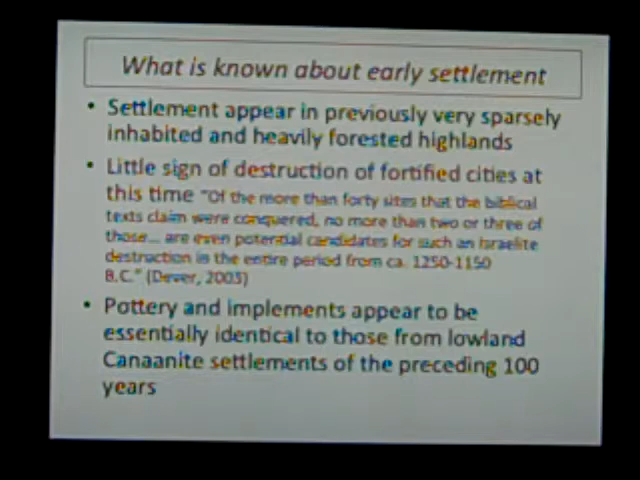 What is known about early settlement
• Settlement appear in previously very sparsely
inhabited and heavily forested highlands
• Little sign of destruction of fortified cities at
this time "Of the more than forty sites that the biblical
texts claim were conquered, no more than two or three of
those... are even potential candidates for such an Israelite
destruction in the entire period from ca. 1250-1150
B.C." (Dever, 2003)
• Pottery and implements appear to be
essentially identical to those from lowland
Canaanite settlements of the preceding 100
years